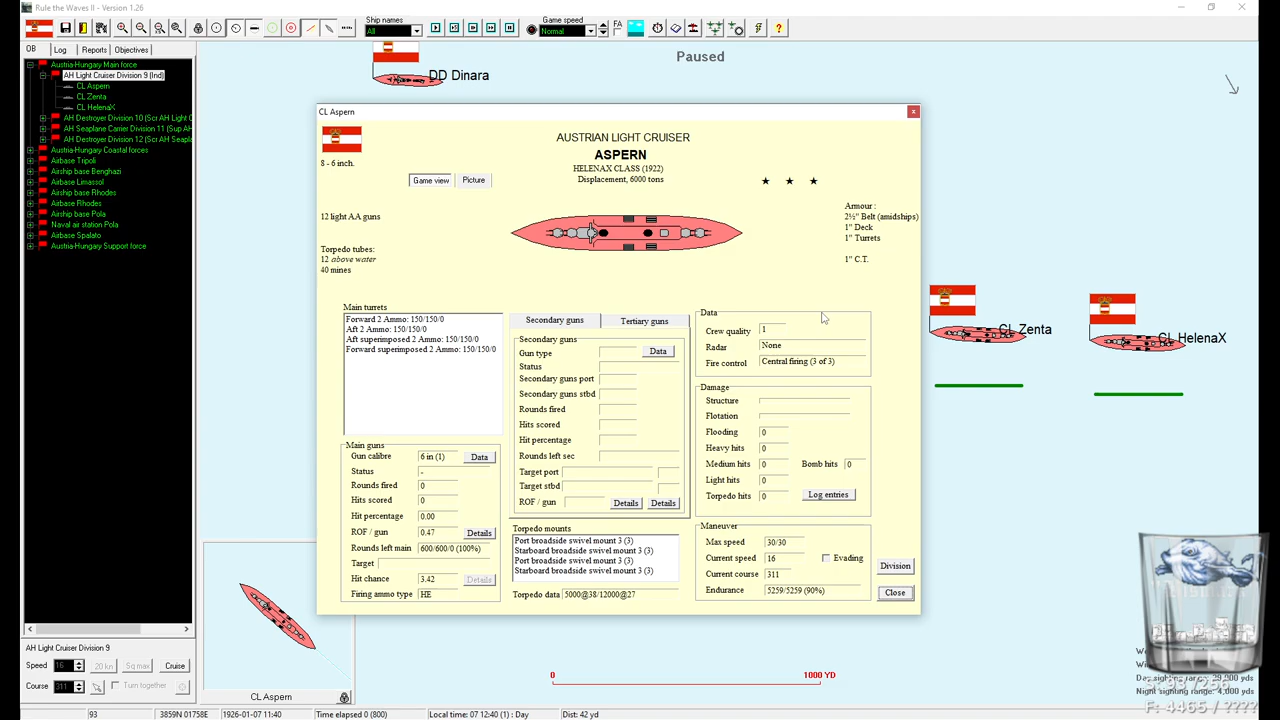 Rule the Waves II - Version 1.26
Ship names
All
Game speed
Normal
FA
OB
Log
Reports
Objectives
Austria-Hungary Main force
AH Light Cruiser Division 9 (Ind)
CL Aspern
CL Zenta
CL HelenaX
AH Destroyer Division 10 (Scr AH Light C
AH Seaplane Carrier Division 11 (Sup AH
AH Destroyer Division 12 (Scr AH Seapla
Austria-Hungary Coastal forces
Airbase Tripoli
Airship base Benghazi
Airbase Limassol
Airship base Rhodes
Airbase Rhodes
Airship base Pola
Naval air station Pola
Airbase Spalato
Austria-Hungary Support force
DD Dinara
Paused
CL Zenta
CL HelenaX
CL Aspern
AUSTRIAN LIGHT CRUISER
ASPERN
HELENAX CLASS (1922)
Displacement, 6000 tons
8 - 6 inch.
Game view
Picture
★ ★ ★
12 light AA guns
Torpedo tubes:
12 above water
40 mines
Armour:
2½" Belt (amidships)
1" Deck
1" Turrets
1" C.T.
Main turrets
Forward 2 Ammo: 150/150/0
Aft 2 Ammo: 150/150/0
Aft superimposed 2 Ammo: 150/150/0
Forward superimposed 2 Ammo: 150/150/0
Main guns
Gun calibre 6 in (1) Data
Status -
Rounds fired 0
Hits scored 0
Hit percentage 0.00
ROF / gun 0.47 Details
Rounds left main 600/600/0 (100%)
Target
Hit chance 3.42 Details
Firing ammo type HE
Secondary guns
Tertiary guns
Secondary guns
Gun type Data
Status
Secondary guns port
Secondary guns stbd
Rounds fired
Hits scored
Hit percentage
Rounds left sec
Target port
Target stbd
ROF / gun Details Details
Torpedo mounts
Port broadside swivel mount 3 (3)
Starboard broadside swivel mount 3 (3)
Port broadside swivel mount 3 (3)
Starboard broadside swivel mount 3 (3)
Torpedo data 5000@38/12000@27
Data
Crew quality 1
Radar None
Fire control Central firing (3 of 3)
Damage
Structure
Flotation
Flooding 0
Heavy hits 0
Medium hits 0 Bomb hits 0
Light hits 0
Torpedo hits 0 Log entries
Maneuver
Max speed 30/30
Current speed 16 Evading
Current course 311
Endurance 5259/5259 (90%)
Division
Close
AH Light Cruiser Division 9
Speed 16 20 kn Sq max Cruise
Course 311 Turn together
CL Aspern
0 1000 YD
Night sighting range: 4,000 yds
F: 4465 / ????
93
3859N 01758E
1926-01-07 11:40
Time elapsed 0 (800)
Local time: 07 12:40 (1) : Day
Dist: 42 yd